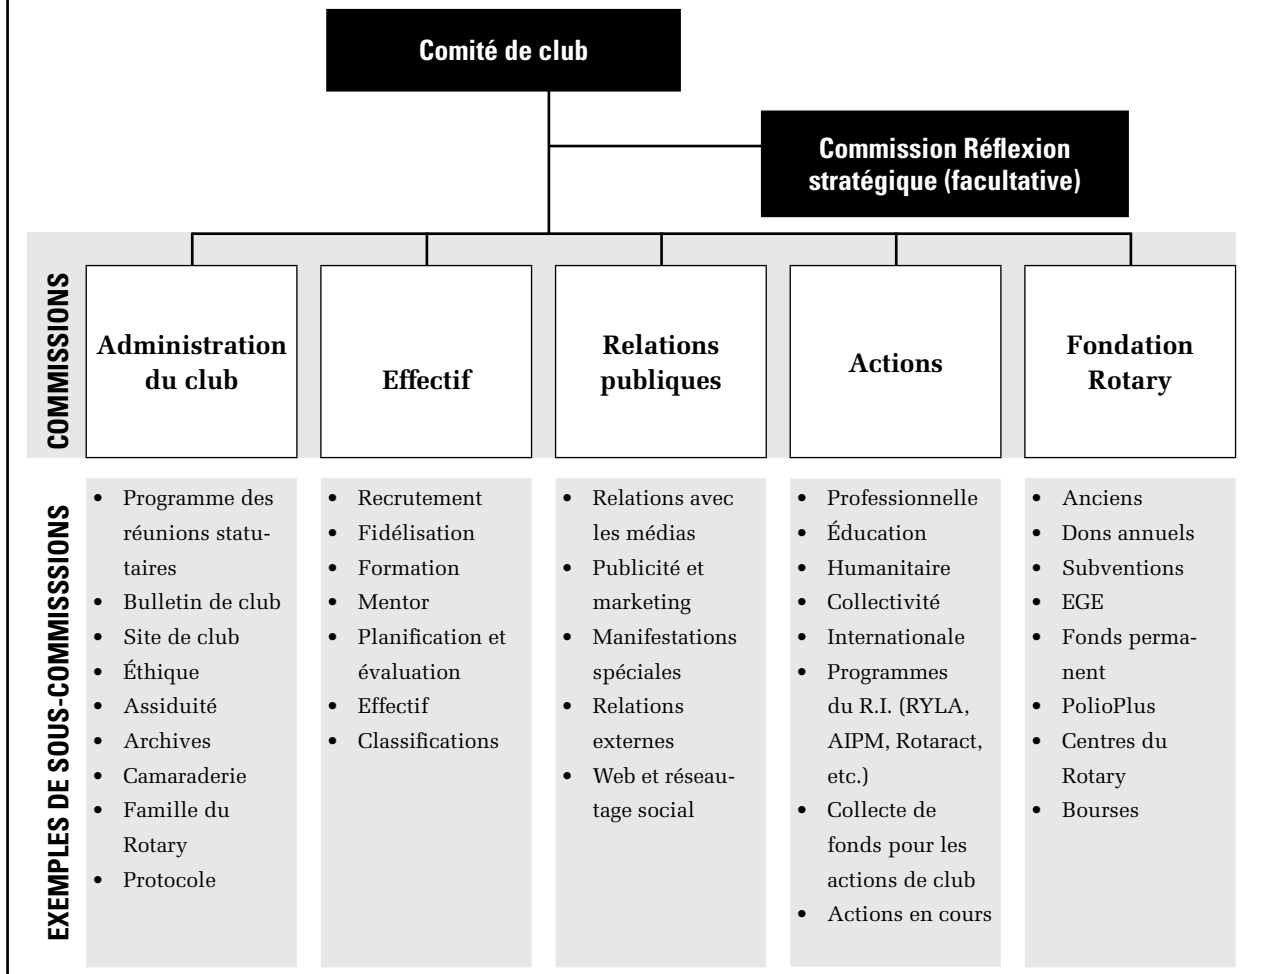 Comité de club
Commission Réflexion
stratégique (facultative)
COMMISSIONS
Administration
du club
Effectif
Relations
publiques
Actions
Fondation
Rotary
EXEMPLES DE SOUS-COMMISSSIONS
• Programme des
réunions statu-
taires
• Bulletin de club
• Site de club
• Éthique
• Assiduité
• Archives
• Camaraderie
• Famille du
Rotary
• Protocole
• Recrutement
• Fidélisation
• Formation
• Mentor
• Planification et
évaluation
• Effectif
• Classifications
• Relations avec
les médias
• Publicité et
marketing
• Manifestations
spéciales
• Relations
externes
• Web et réseau-
tage social
• Professionnelle
• Éducation
• Humanitaire
• Collectivité
• Internationale
• Programmes
du R.I. (RYLA,
AIPM, Rotaract,
etc.)
• Collecte de
fonds pour les
actions de club
• Actions en cours
• Anciens
• Dons annuels
• Subventions
• EGE
• Fonds perma-
nent
• PolioPlus
• Centres du
Rotary
• Bourses